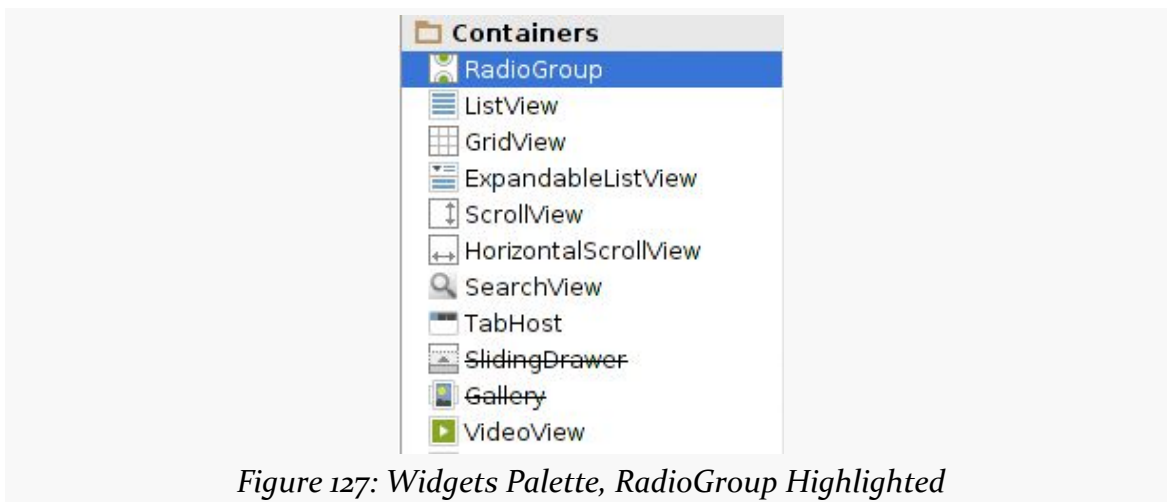 Containers
RadioGroup
ListView
GridView
ExpandableListView
ScrollView
HorizontalScrollView
SearchView
TabHost
SlidingDrawer
Gallery
VideoView
Figure 127: Widgets Palette, RadioGroup Highlighted